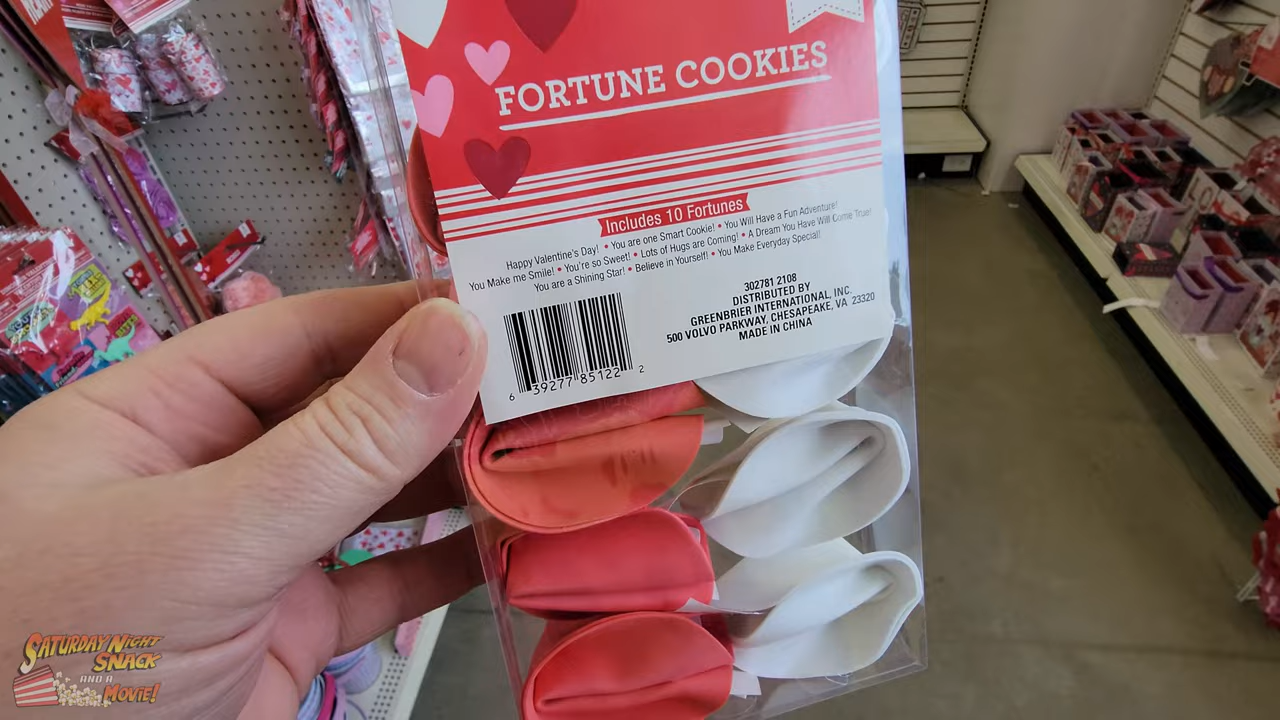 FORTUNE COOKIES
Includes 10 Fortunes
Happy Valentine's Day! • You are one Smart Cookie! • You Will Have a Fun Adventure!
You Make me Smile! • You're so Sweet! • Lots of Hugs are Coming! • A Dream You Have Will Come True!
You are a Shining Star! • Believe in Yourself! • You Make Everyday Special!
302781 2108
DISTRIBUTED BY
GREENBRIER INTERNATIONAL, INC.
500 VOLVO PARKWAY, CHESAPEAKE, VA 23320
MADE IN CHINA
6 39277 85122 2
SATURDAY NIGHT
SNACK
AND A
MOVIE!